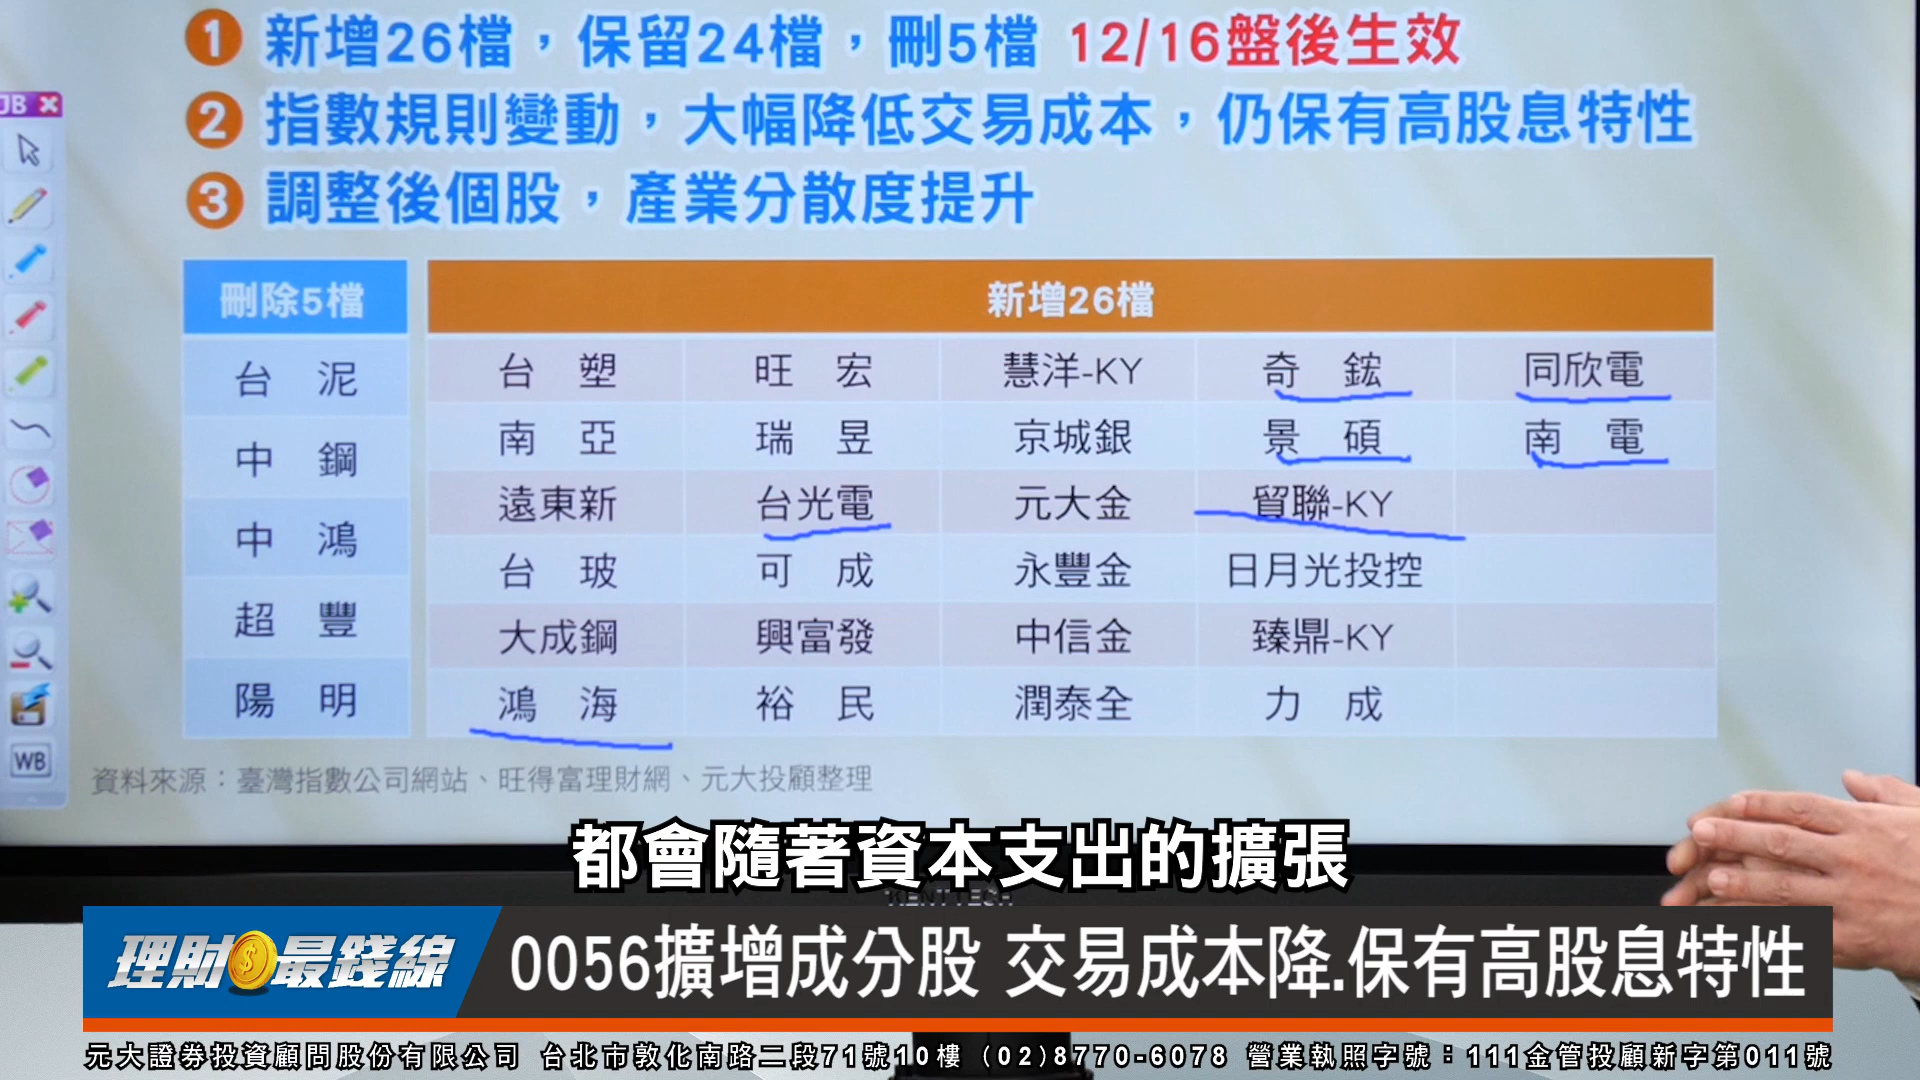 1 新增26檔，保留24檔，刪5檔 12/16盤後生效
2 指數規則變動，大幅降低交易成本，仍保有高股息特性
3 調整後個股，產業分散度提升
JB
刪除5檔 新增26檔
台泥
中鋼
中鴻
超豐
陽明
台塑 旺宏 慧洋-KY 奇鋐 同欣電
南亞 瑞昱 京城銀 景碩 南電
遠東新 台光電 元大金 貿聯-KY
台玻 可成 永豐金 日月光投控
大成鋼 興富發 中信金 臻鼎-KY
鴻海 裕民 潤泰全 力成
WB
資料來源：臺灣指數公司網站、旺得富理財網、元大投顧整理
都會隨著資本支出的擴張
KENTTECH
理財最錢線
0056擴增成分股 交易成本降.保有高股息特性
元大證券投資顧問股份有限公司 台北市敦化南路二段71號10樓 (02)8770-6078 營業執照字號：111金管投顧新字第011號